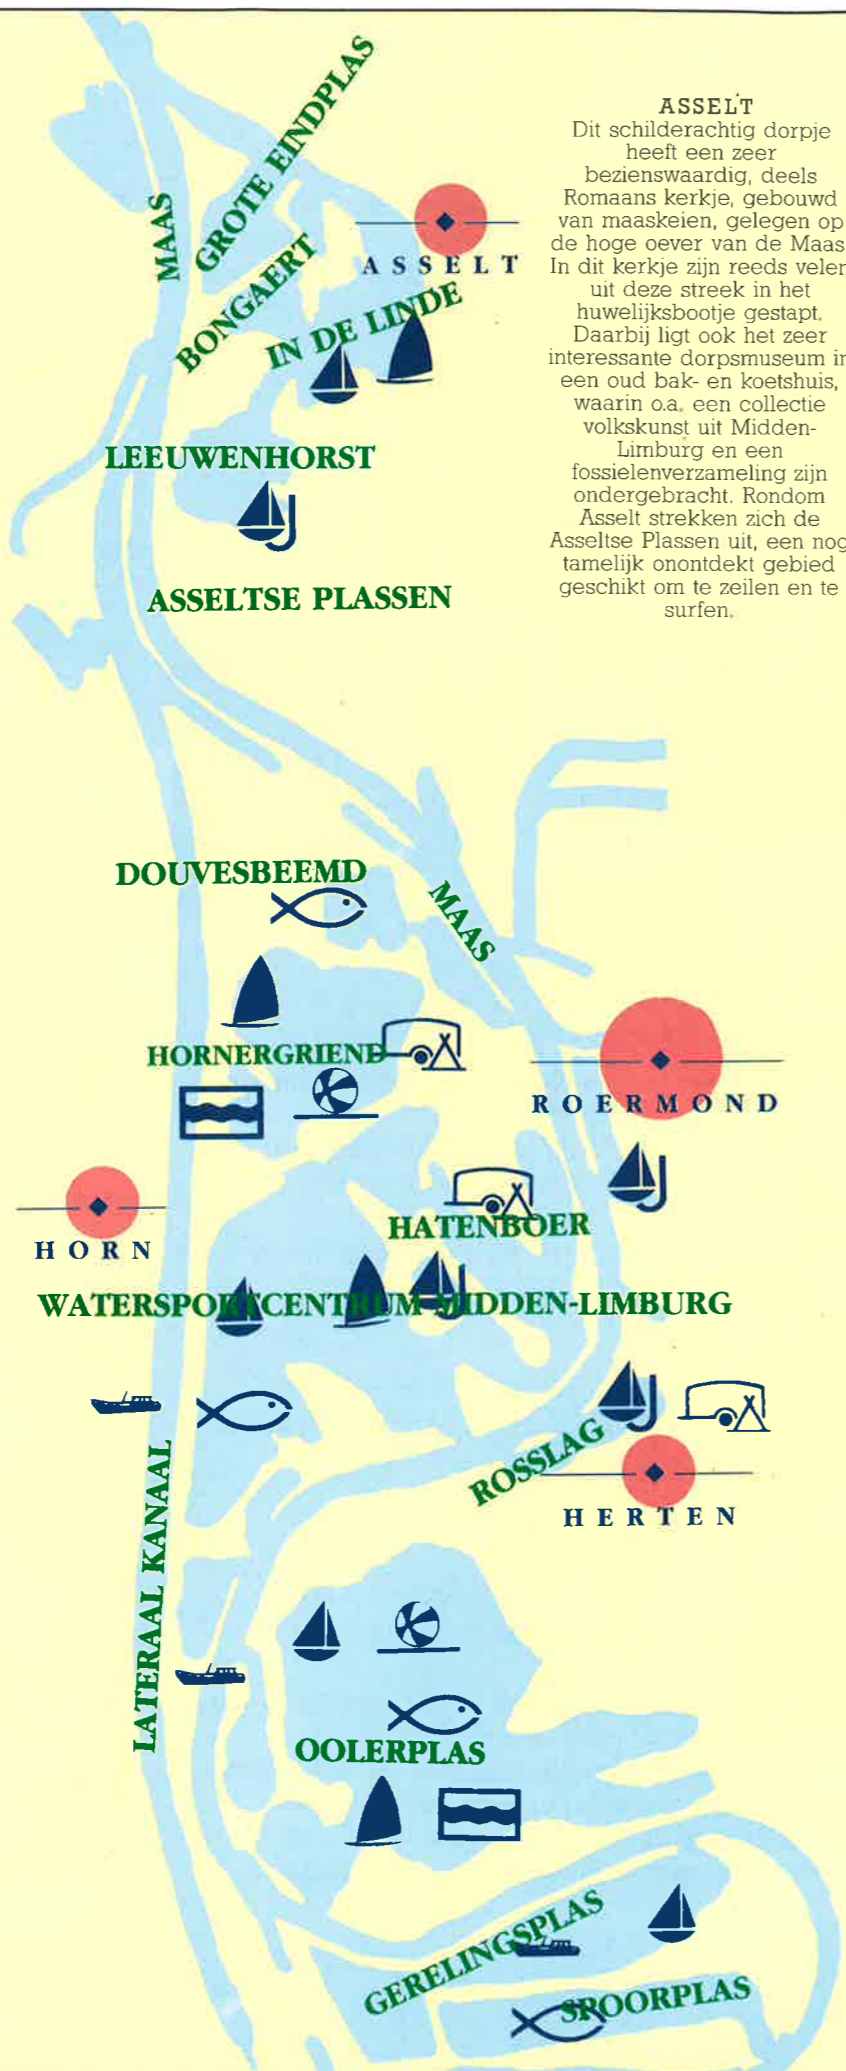 GROTE EINDPLAS
MAAS
BONGAERT
IN DE LINDE
ASSELT
LEEUWENHORST
ASSELTSE PLASSEN
ASSELT
Dit schilderachtig dorpje
heeft een zeer
bezienswaardig, deels
Romaans kerkje, gebouwd
van maaskeien, gelegen op
de hoge oever van de Maas
In dit kerkje zijn reeds velen
uit deze streek in het
huwelijksbootje gestapt.
Daarbij ligt ook het zeer
interessante dorpsmuseum in
een oud bak- en koetshuis,
waarin o.a. een collectie
volkskunst uit Midden-
Limburg en een
fossielenverzameling zijn
ondergebracht. Rondom
Asselt strekken zich de
Asseltse Plassen uit, een nog
tamelijk onontdekt gebied
geschikt om te zeilen en te
surfen.
DOUVESBEEMD
MAAS
HORNERGRIEND
ROERMOND
HATENBOER
HORN
WATERSPORTCENTRUM MIDDEN-LIMBURG
ROSSLAG
HERTEN
LATERAAL KANAAL
OOLERPLAS
GERELINGSPLAS
SPOORPLAS